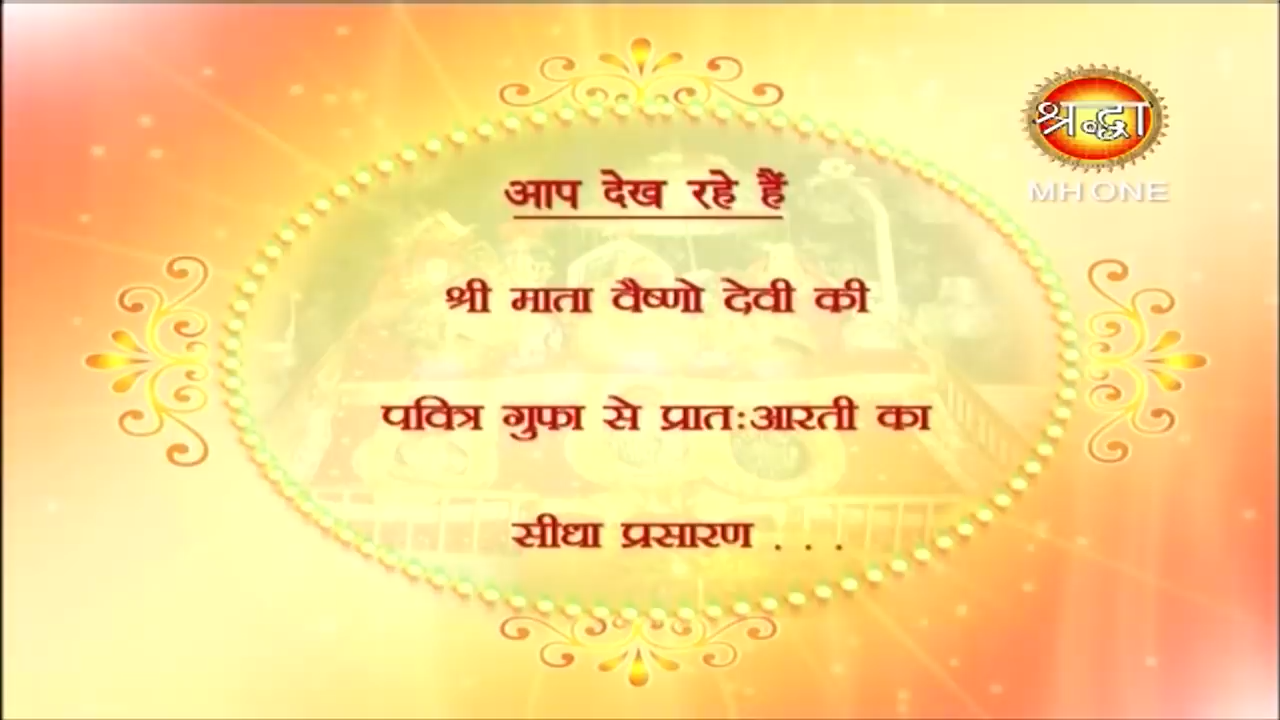 श्रद्धा
MH ONE
आप देख रहे हैं
श्री माता वैष्णो देवी की
पवित्र गुफा से प्रातःआरती का
सीधा प्रसारण . . .